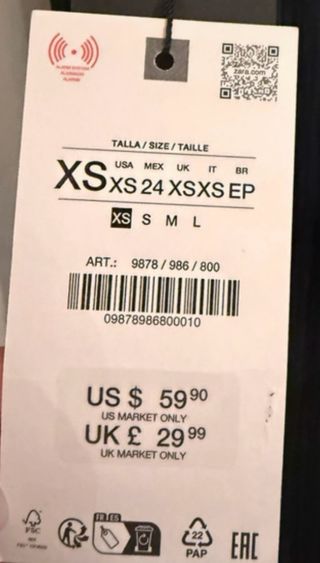 ALARM SYSTEM
zara.com
TALLA / SIZE / TAILLE
USA MEX UK IT BR
XS XS 24 XS XS EP
XS S M L
ART.: 9878 / 986 / 800
09878986800010
US $ 59 90
US MARKET ONLY
UK £ 29 99
UK MARKET ONLY
FSC
FR ES
22
PAP
EAC